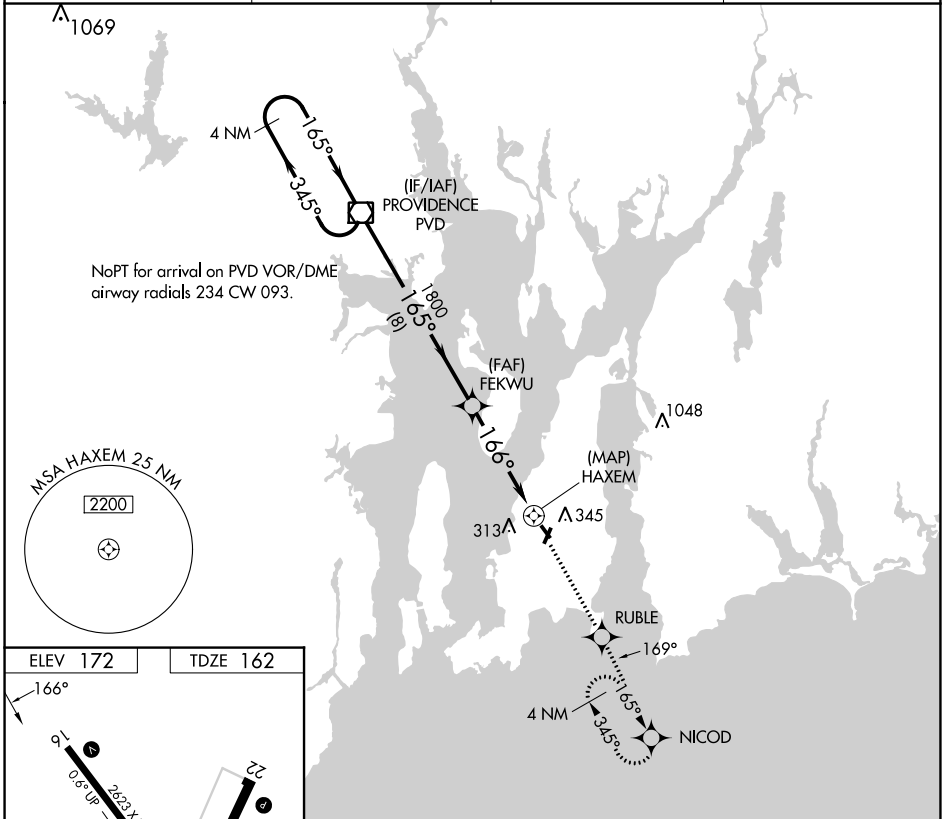 1069
4 NM
165°
345°
(IF/IAF)
PROVIDENCE
PVD
NoPT for arrival on PVD VOR/DME
airway radials 234 CW 093.
1800
165°
(8)
(FAF)
FEKWU
166°
1048
(MAP)
HAXEM
313
345
MSA HAXEM 25 NM
2200
RUBLE
169°
165°
4 NM
345°
NICOD
ELEV 172
TDZE 162
166°
16
V
0.6° UP
2623 X
22
P